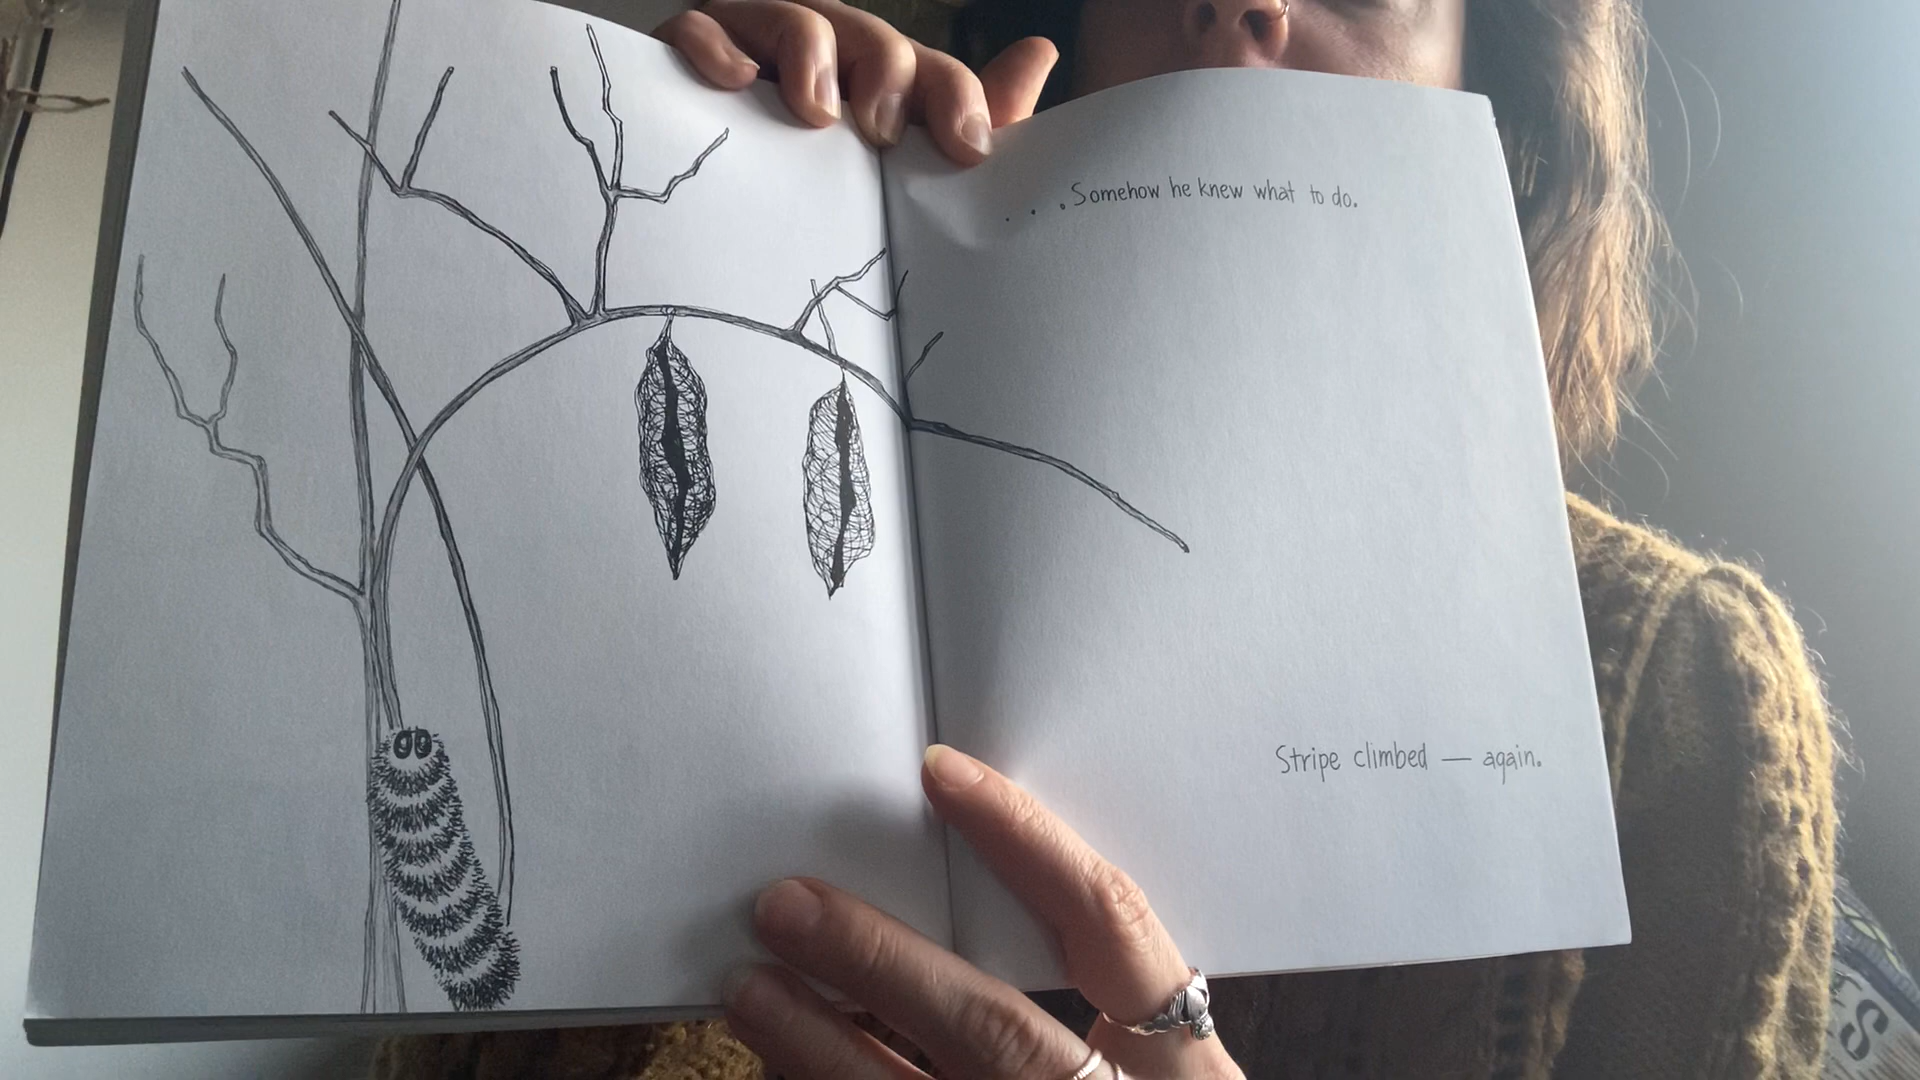 . . . Somehow he knew what to do.
Stripe climbed — again.